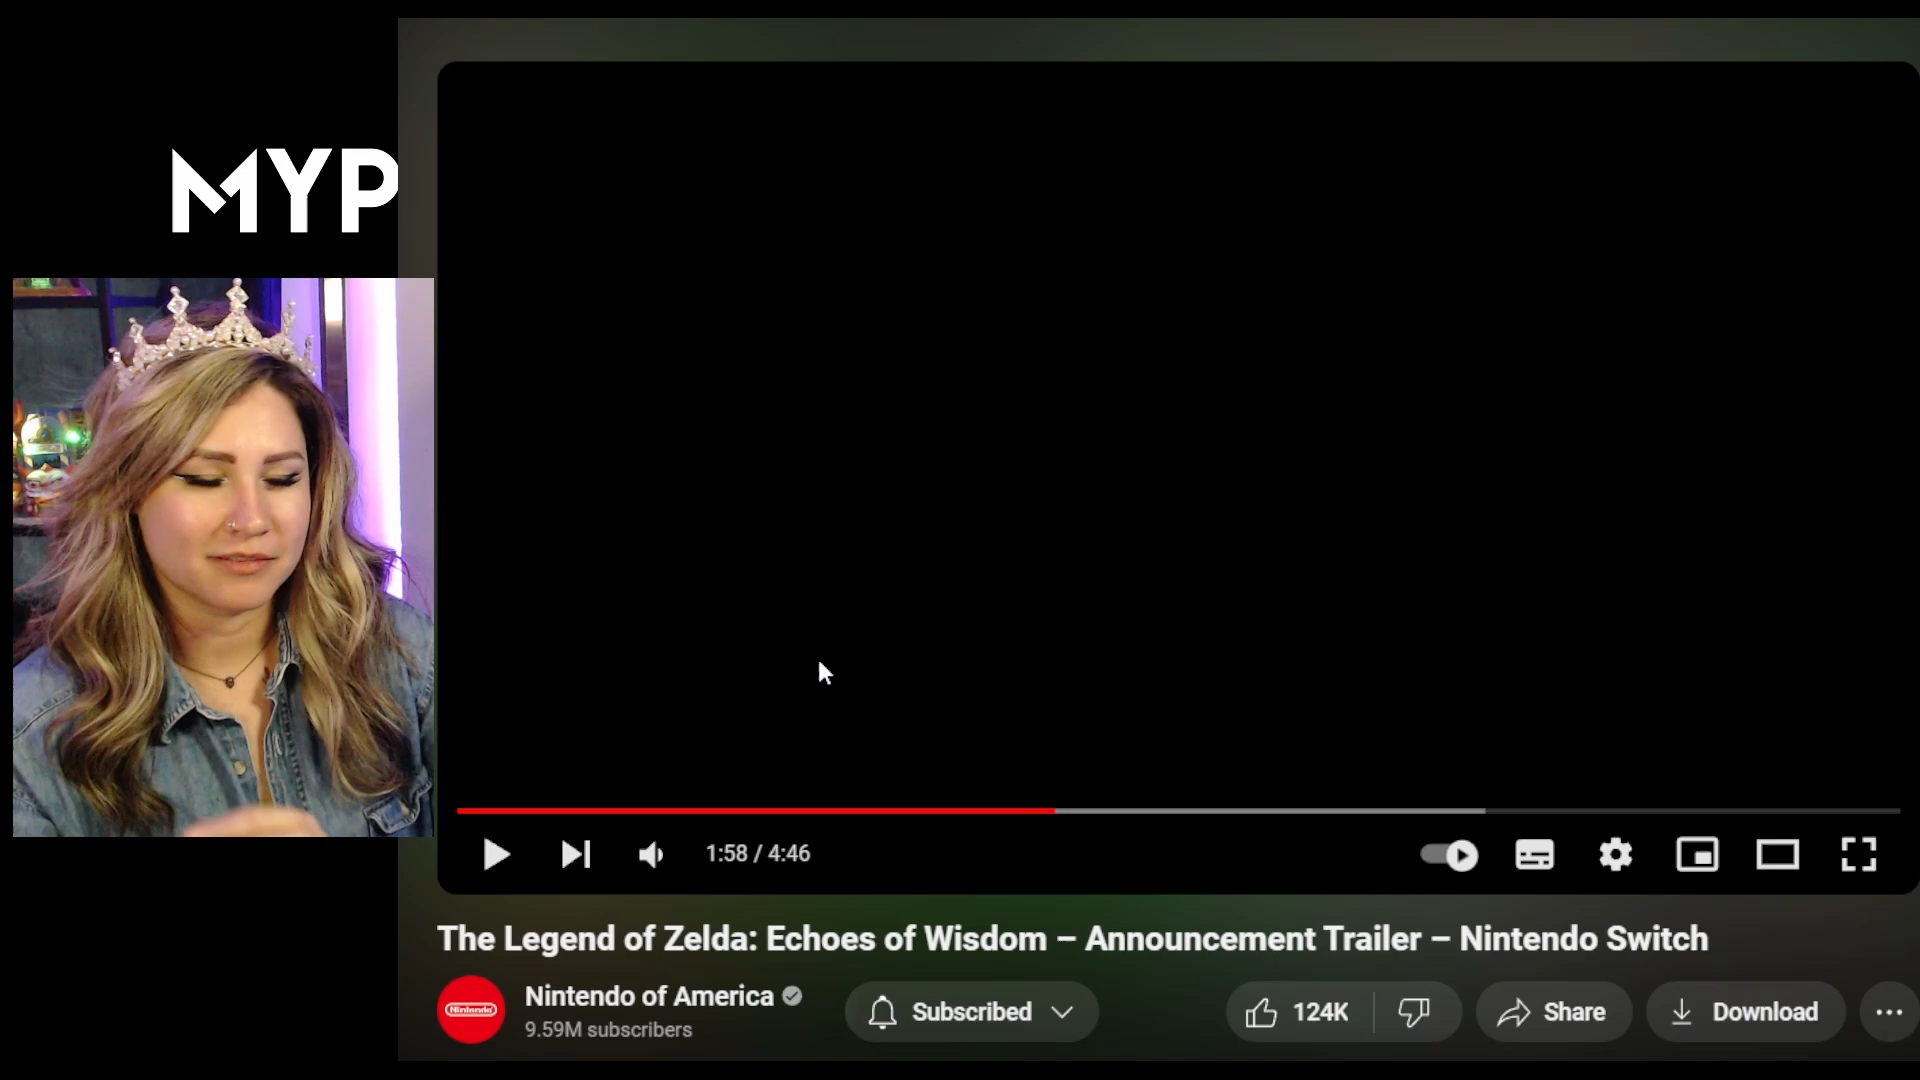 MYP
1:58 / 4:46
The Legend of Zelda: Echoes of Wisdom – Announcement Trailer – Nintendo Switch
Nintendo
Nintendo of America
9.59M subscribers
Subscribed
124K
Share
Download